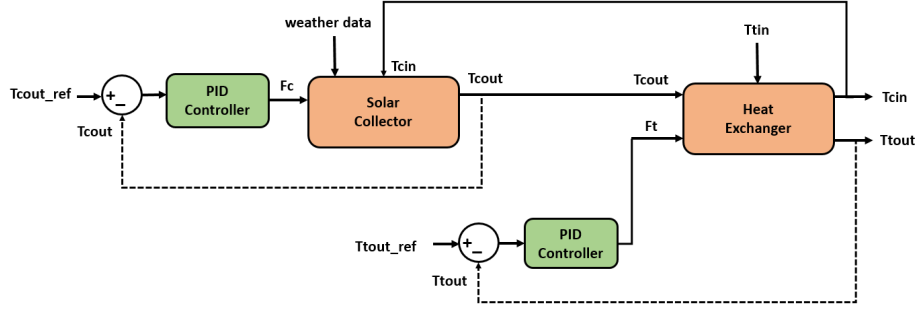 weather data
Ttin
Tcin
Tcout_ref
+
–
PID
Controller
Fc
Solar
Collector
Tcout
Tcout
Heat
Exchanger
Tcin
Tcout
Ft
Ttout
Ttout_ref
+
–
PID
Controller
Ttout